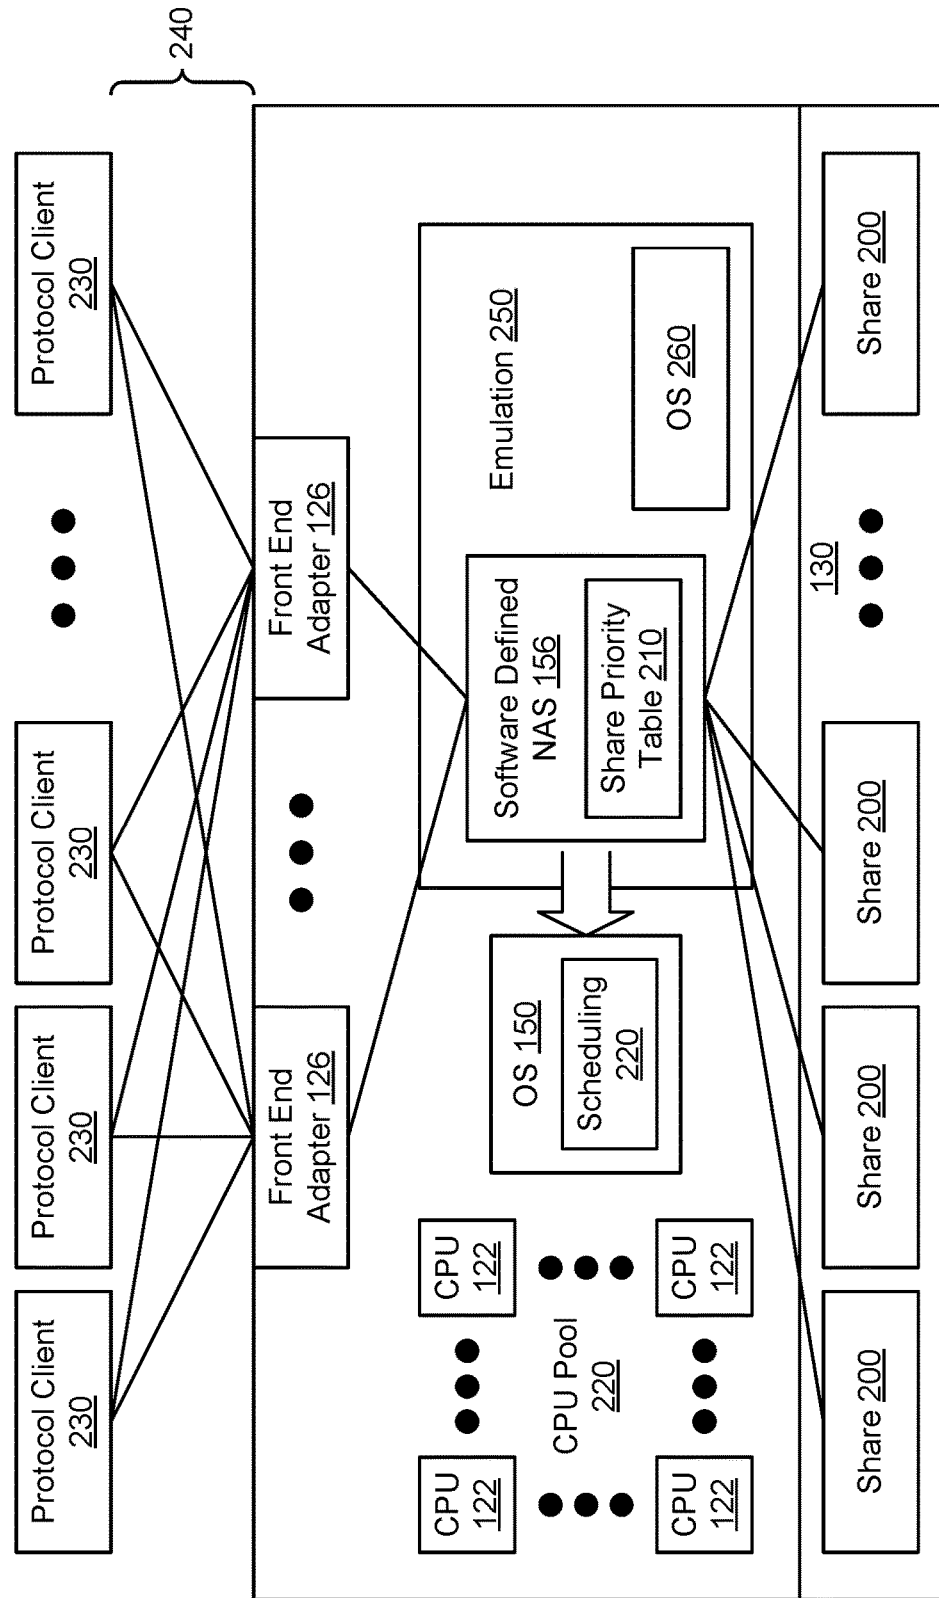 Protocol Client
230
Protocol Client
230
Protocol Client
230
Protocol Client
230
240
Front End
Adapter 126
Front End
Adapter 126
CPU
122
CPU
122
CPU Pool
220
CPU
122
CPU
122
OS 150
Scheduling
220
Software Defined
NAS 156
Share Priority
Table 210
Emulation 250
OS 260
130
Share 200
Share 200
Share 200
Share 200